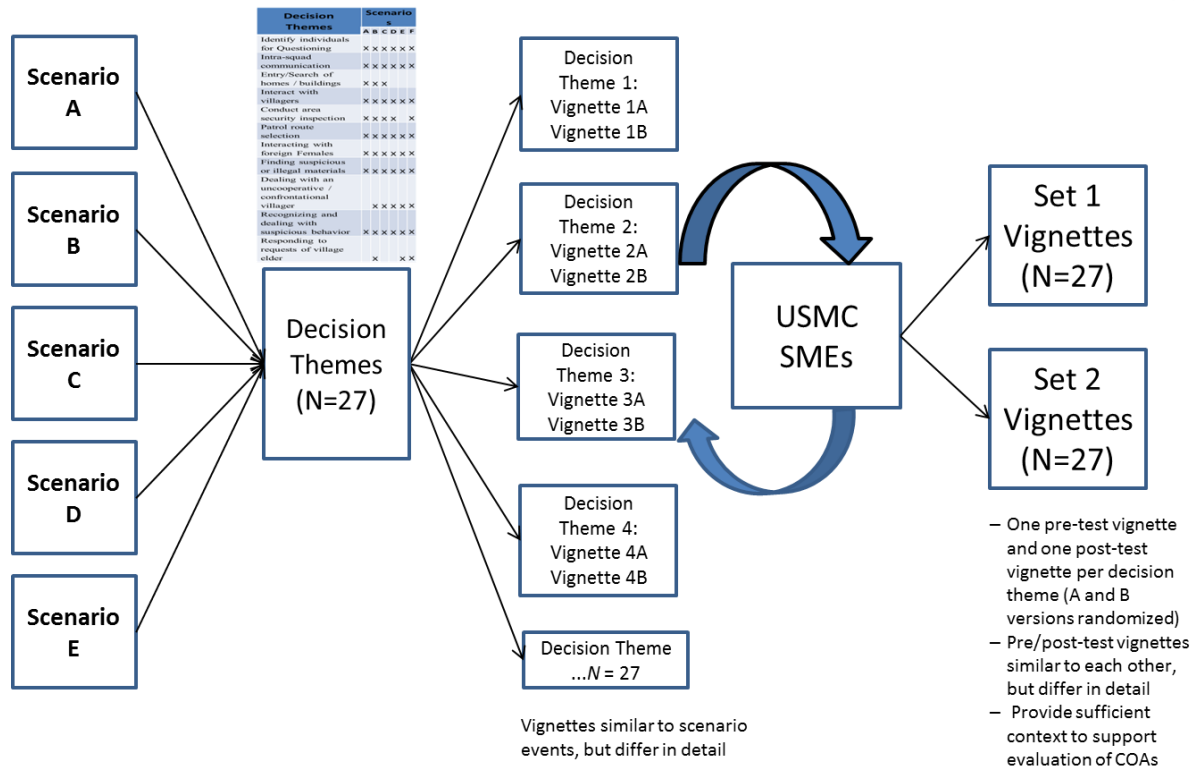 Scenario
A
Scenario
B
Scenario
C
Scenario
D
Scenario
E
Decision
Themes
Scenario
s
A B C D E F
Identify individuals
for Questioning X X X X X X
Intra-squad
communication X X X X X X
Entry/Search of
homes / buildings X X X
Interact with
villagers X X X X X X
Conduct area
security inspection X X X X X
Patrol route
selection X X X X X X
Interacting with
foreign Females X X X X X X
Finding suspicious
or illegal materials X X X X X X
Dealing with an
uncooperative /
confrontational
villager X X X X X
Recognizing and
dealing with
suspicious behavior X X X X X X
Responding to
requests of village
elder X X X
Decision
Themes
(N=27)
Decision
Theme 1:
Vignette 1A
Vignette 1B
Decision
Theme 2:
Vignette 2A
Vignette 2B
Decision
Theme 3:
Vignette 3A
Vignette 3B
Decision
Theme 4:
Vignette 4A
Vignette 4B
Decision Theme
...N = 27
Vignettes similar to scenario
events, but differ in detail
USMC
SMEs
Set 1
Vignettes
(N=27)
Set 2
Vignettes
(N=27)
– One pre-test vignette
and one post-test
vignette per decision
theme (A and B
versions randomized)
– Pre/post-test vignettes
similar to each other,
but differ in detail
– Provide sufficient
context to support
evaluation of COAs